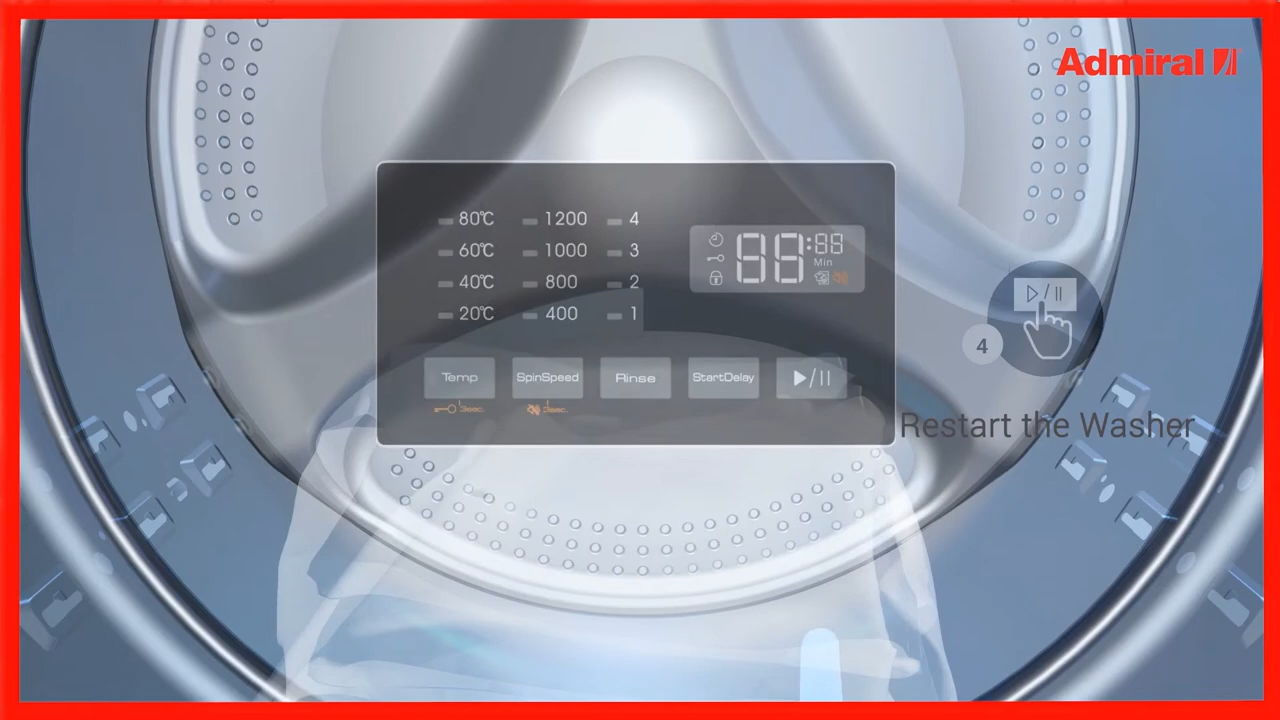 Admiral
80℃ 1200 4
60℃ 1000 3
40℃ 800 2
20℃ 400 1
88:88
Min
Temp SpinSpeed Rinse StartDelay
3sec. 3sec.
4
Restart the Washer